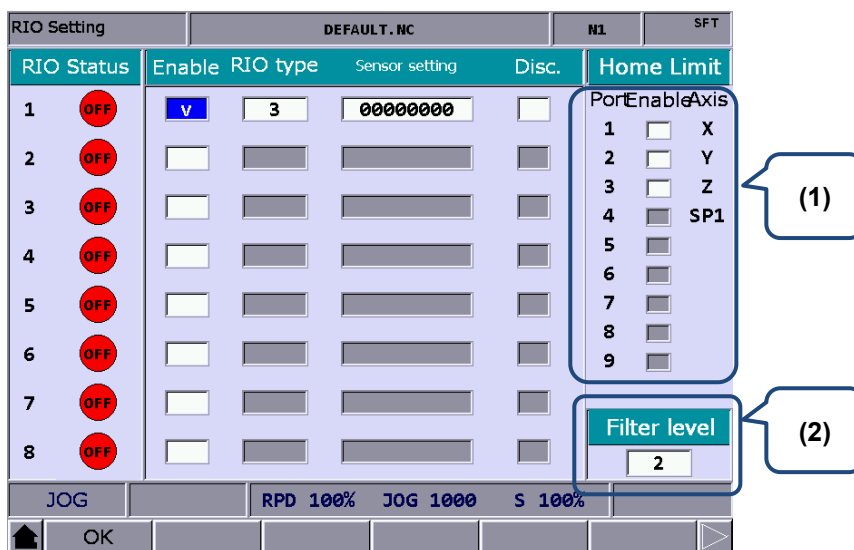 RIO Setting DEFAULT.NC N1 SFT
RIO Status Enable RIO type Sensor setting Disc. Home Limit
Port Enable Axis
1 OFF v 3 00000000
1 X
2 OFF
2 Y
3 Z
3 OFF
4 SP1
4 OFF
5
6
5 OFF
7
6 OFF
8
9
7 OFF
Filter level
8 OFF
2
(1)
(2)
JOG RPD 100% JOG 1000 S 100%
OK